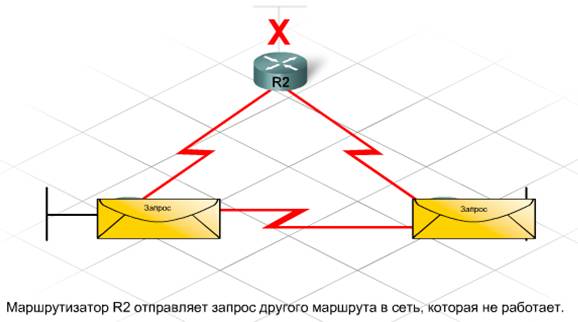 X
R2
Запрос
Запрос
Маршрутизатор R2 отправляет запрос другого маршрута в сеть, которая не работает.